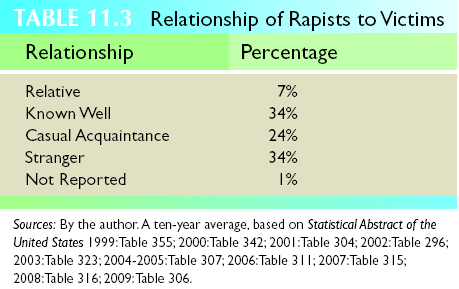 TABLE 11.3 Relationship of Rapists to Victims
Relationship Percentage
Relative 7%
Known Well 34%
Casual Acquaintance 24%
Stranger 34%
Not Reported 1%
Sources: By the author. A ten-year average, based on Statistical Abstract of the
United States 1999:Table 355; 2000:Table 342; 2001:Table 304; 2002:Table 296;
2003:Table 323; 2004-2005:Table 307; 2006:Table 311; 2007:Table 315;
2008:Table 316; 2009:Table 306.